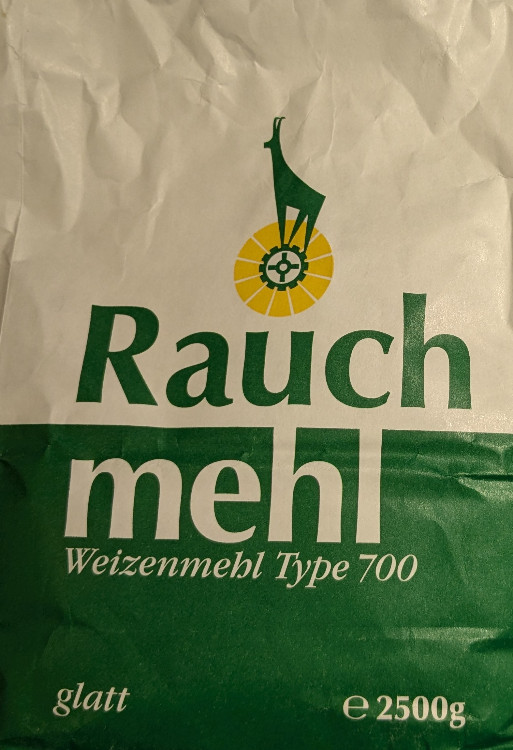 Rauch
mehl
Weizenmehl Type 700
glatt
℮ 2500g